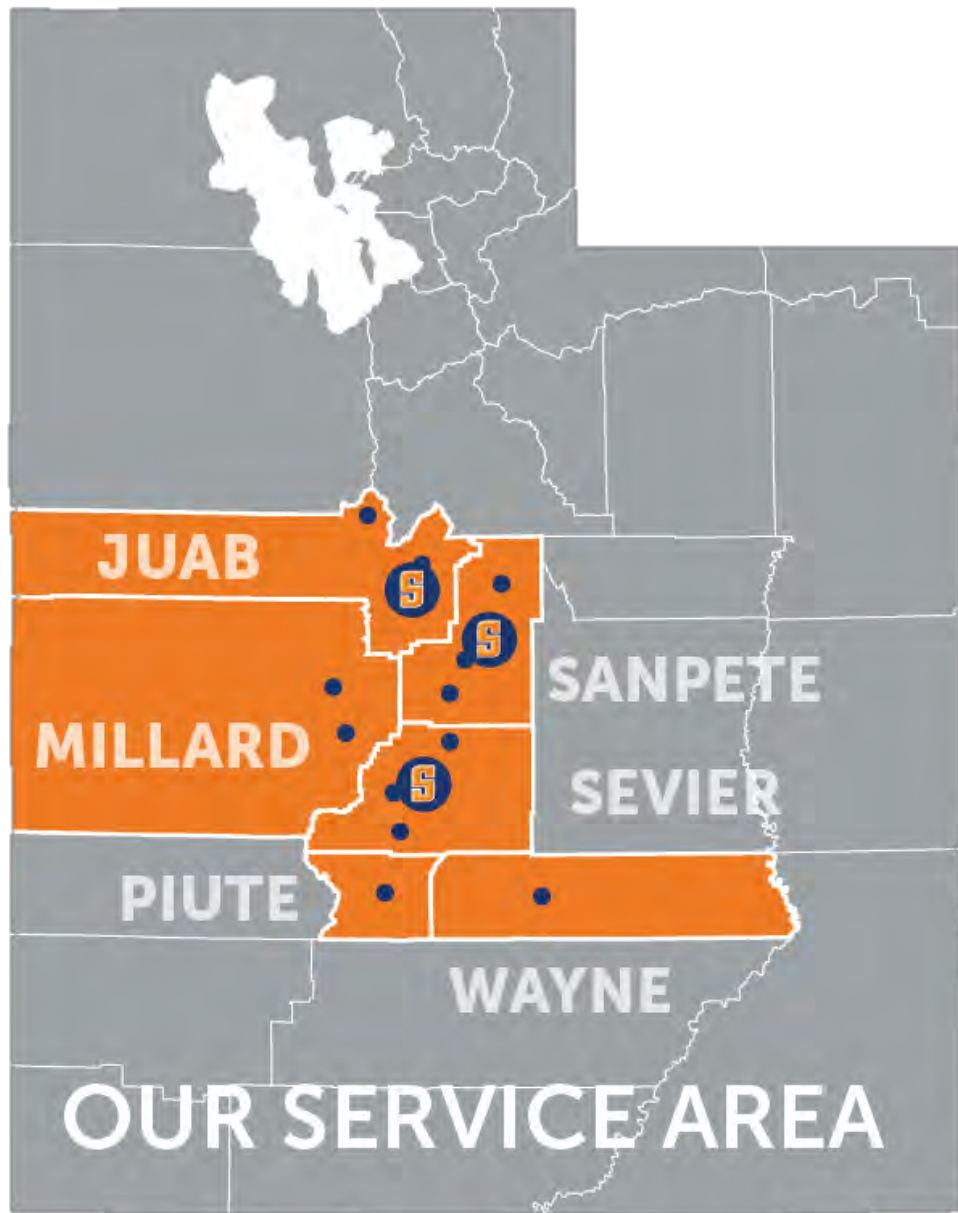 JUAB
S
S
SANPETE
MILLARD
S
SEVIER
PIUTE
WAYNE
OUR SERVICE AREA